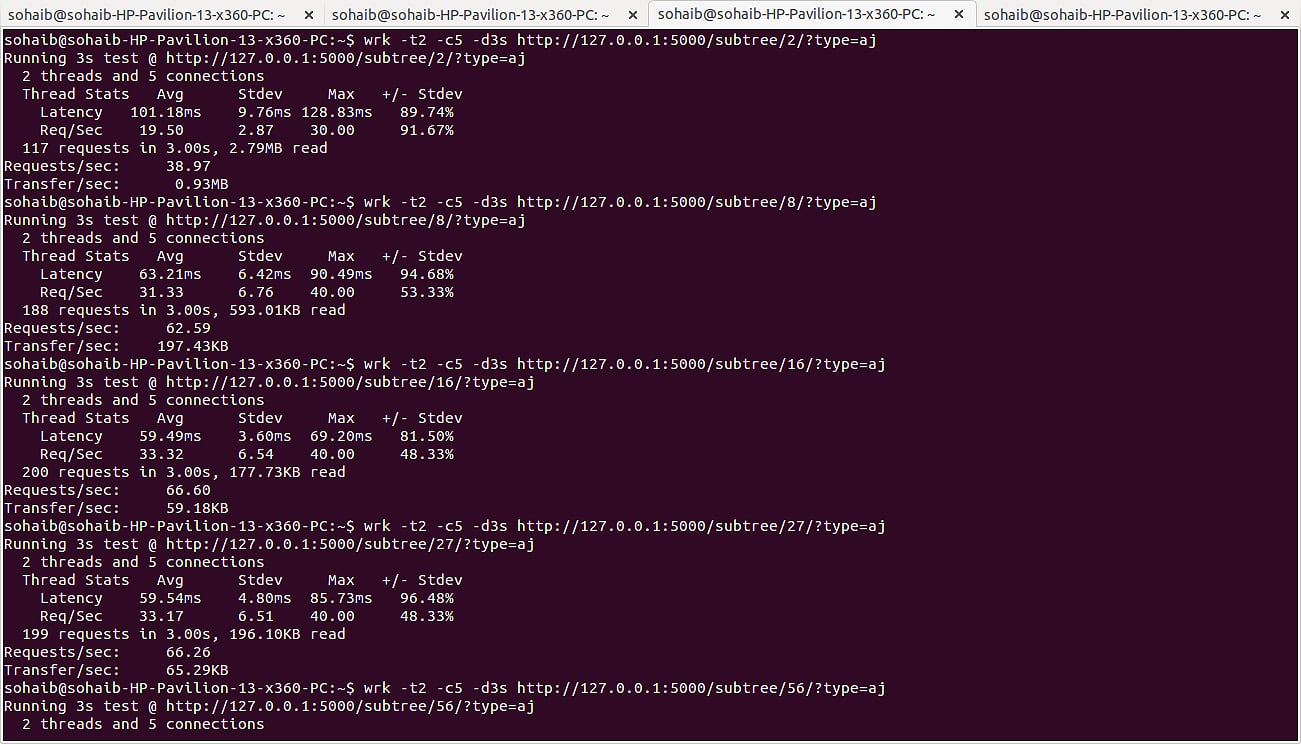 sohaib@sohaib-HP-Pavilion-13-x360-PC: ~ × sohaib@sohaib-HP-Pavilion-13-x360-PC: ~ × sohaib@sohaib-HP-Pavilion-13-x360-PC: ~ × sohaib@sohaib-HP-Pavilion-13-x360-PC: ~ ×
sohaib@sohaib-HP-Pavilion-13-x360-PC:~$ wrk -t2 -c5 -d3s http://127.0.0.1:5000/subtree/2/?type=aj
Running 3s test @ http://127.0.0.1:5000/subtree/2/?type=aj
  2 threads and 5 connections
  Thread Stats   Avg      Stdev     Max   +/- Stdev
    Latency   101.18ms    9.76ms 128.83ms   89.74%
    Req/Sec    19.50      2.87    30.00     91.67%
  117 requests in 3.00s, 2.79MB read
Requests/sec:     38.97
Transfer/sec:      0.93MB
sohaib@sohaib-HP-Pavilion-13-x360-PC:~$ wrk -t2 -c5 -d3s http://127.0.0.1:5000/subtree/8/?type=aj
Running 3s test @ http://127.0.0.1:5000/subtree/8/?type=aj
  2 threads and 5 connections
  Thread Stats   Avg      Stdev     Max   +/- Stdev
    Latency    63.21ms    6.42ms  90.49ms   94.68%
    Req/Sec    31.33      6.76    40.00     53.33%
  188 requests in 3.00s, 593.01KB read
Requests/sec:     62.59
Transfer/sec:    197.43KB
sohaib@sohaib-HP-Pavilion-13-x360-PC:~$ wrk -t2 -c5 -d3s http://127.0.0.1:5000/subtree/16/?type=aj
Running 3s test @ http://127.0.0.1:5000/subtree/16/?type=aj
  2 threads and 5 connections
  Thread Stats   Avg      Stdev     Max   +/- Stdev
    Latency    59.49ms    3.60ms  69.20ms   81.50%
    Req/Sec    33.32      6.54    40.00     48.33%
  200 requests in 3.00s, 177.73KB read
Requests/sec:     66.60
Transfer/sec:     59.18KB
sohaib@sohaib-HP-Pavilion-13-x360-PC:~$ wrk -t2 -c5 -d3s http://127.0.0.1:5000/subtree/27/?type=aj
Running 3s test @ http://127.0.0.1:5000/subtree/27/?type=aj
  2 threads and 5 connections
  Thread Stats   Avg      Stdev     Max   +/- Stdev
    Latency    59.54ms    4.80ms  85.73ms   96.48%
    Req/Sec    33.17      6.51    40.00     48.33%
  199 requests in 3.00s, 196.10KB read
Requests/sec:     66.26
Transfer/sec:     65.29KB
sohaib@sohaib-HP-Pavilion-13-x360-PC:~$ wrk -t2 -c5 -d3s http://127.0.0.1:5000/subtree/56/?type=aj
Running 3s test @ http://127.0.0.1:5000/subtree/56/?type=aj
  2 threads and 5 connections